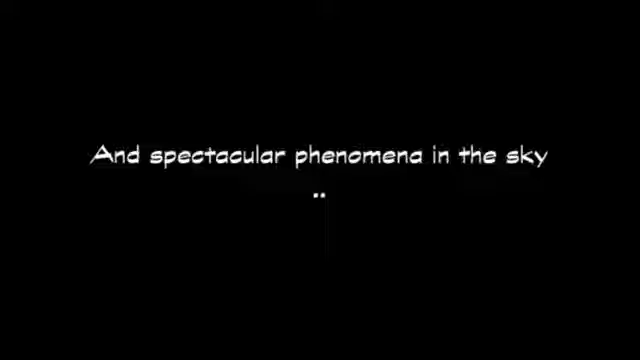 And spectacular phenomena in the sky
..